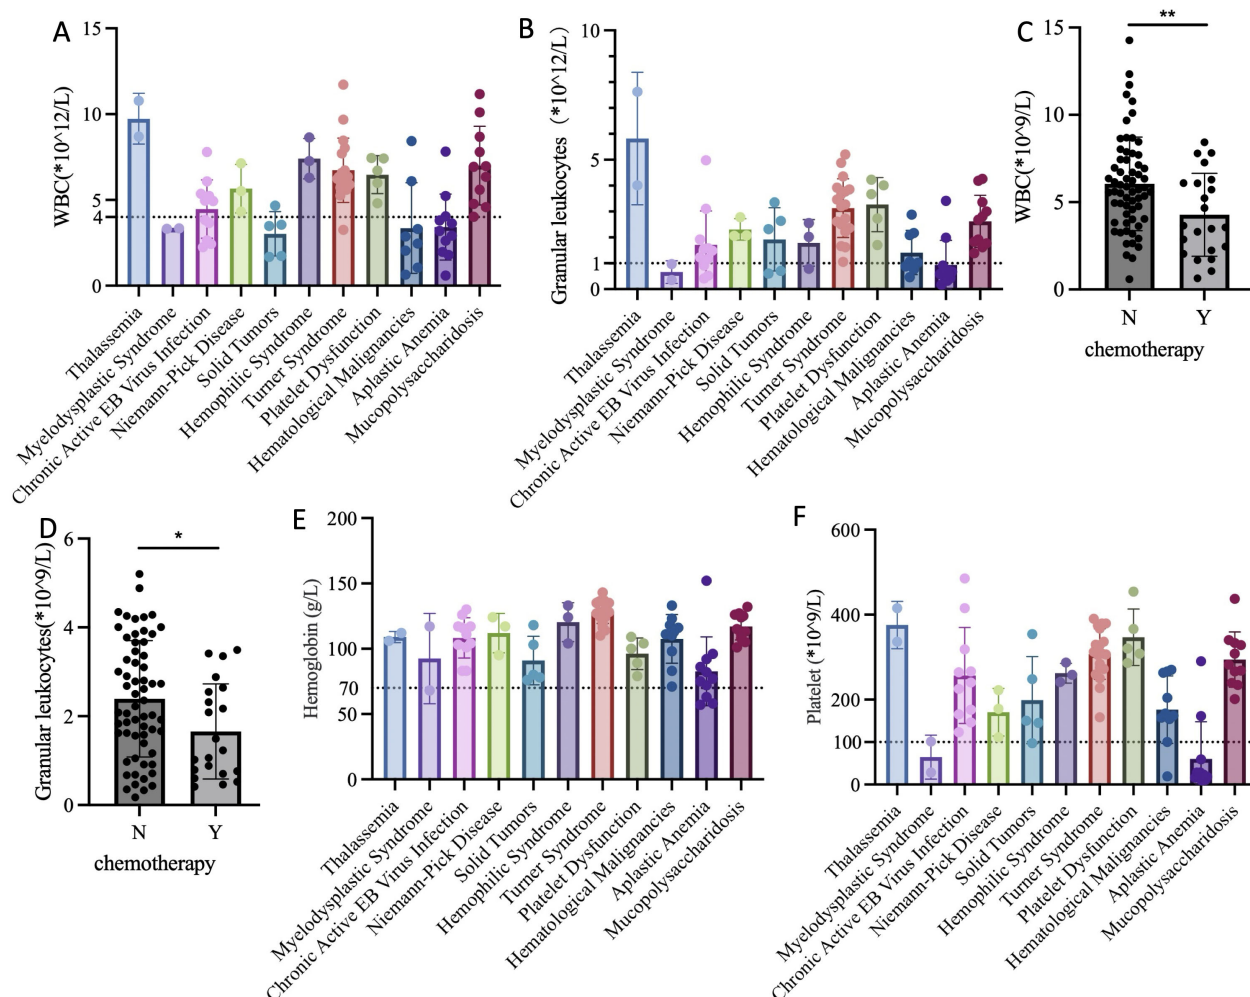 A
WBC(*10^12/L)
15
10
5
4
0
Thalassemia
Myelodysplastic Syndrome
Chronic Active EB Virus Infection
Niemann-Pick Disease
Solid Tumors
Hemophilic Syndrome
Turner Syndrome
Platelet Dysfunction
Hematological Malignancies
Aplastic Anemia
Mucopolysaccharidosis
B
Granular leukocytes（*10^12/L）
10
5
1
0
Thalassemia
Myelodysplastic Syndrome
Chronic Active EB Virus Infection
Niemann-Pick Disease
Solid Tumors
Hemophilic Syndrome
Turner Syndrome
Platelet Dysfunction
Hematological Malignancies
Aplastic Anemia
Mucopolysaccharidosis
C
WBC(*10^9/L)
15
10
5
0
**
N Y
chemotherapy
D
Granular leukocytes(*10^9/L)
6
4
2
0
*
N Y
chemotherapy
E
Hemoglobin (g/L)
200
150
100
70
50
0
Thalassemia
Myelodysplastic Syndrome
Chronic Active EB Virus Infection
Niemann-Pick Disease
Solid Tumors
Hemophilic Syndrome
Turner Syndrome
Platelet Dysfunction
Hematological Malignancies
Aplastic Anemia
Mucopolysaccharidosis
F
Platelet (*10^9/L)
600
400
200
100
0
Thalassemia
Myelodysplastic Syndrome
Chronic Active EB Virus Infection
Niemann-Pick Disease
Solid Tumors
Hemophilic Syndrome
Turner Syndrome
Platelet Dysfunction
Hematological Malignancies
Aplastic Anemia
Mucopolysaccharidosis